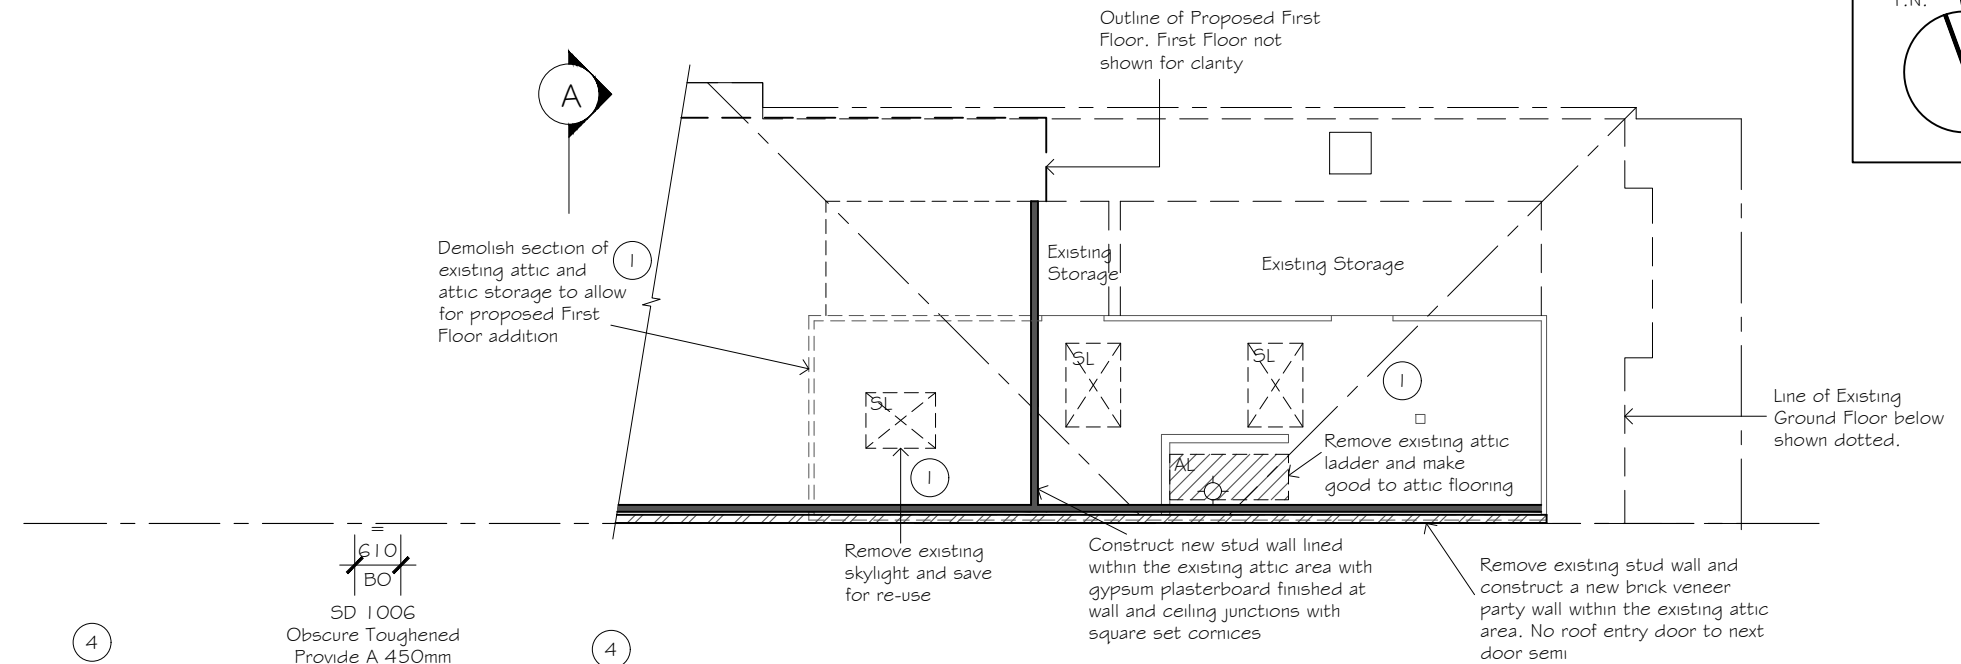 Outline of Proposed First
Floor. First Floor not
shown for clarity
T.N.
A
Demolish section of
existing attic and
attic storage to allow
for proposed First
Floor addition
1
Existing
Storage
Existing Storage
SL
SL
SL
1
1
AL
Remove existing attic
ladder and make
good to attic flooring
Line of Existing
Ground Floor below
shown dotted.
Remove existing
skylight and save
for re-use
Construct new stud wall lined
within the existing attic area with
gypsum plasterboard finished at
wall and ceiling junctions with
square set cornices
Remove existing stud wall and
construct a new brick veneer
party wall within the existing attic
area. No roof entry door to next
door semi
=
610
BO
SD 1006
Obscure Toughened
Provide A 450mm
4
4